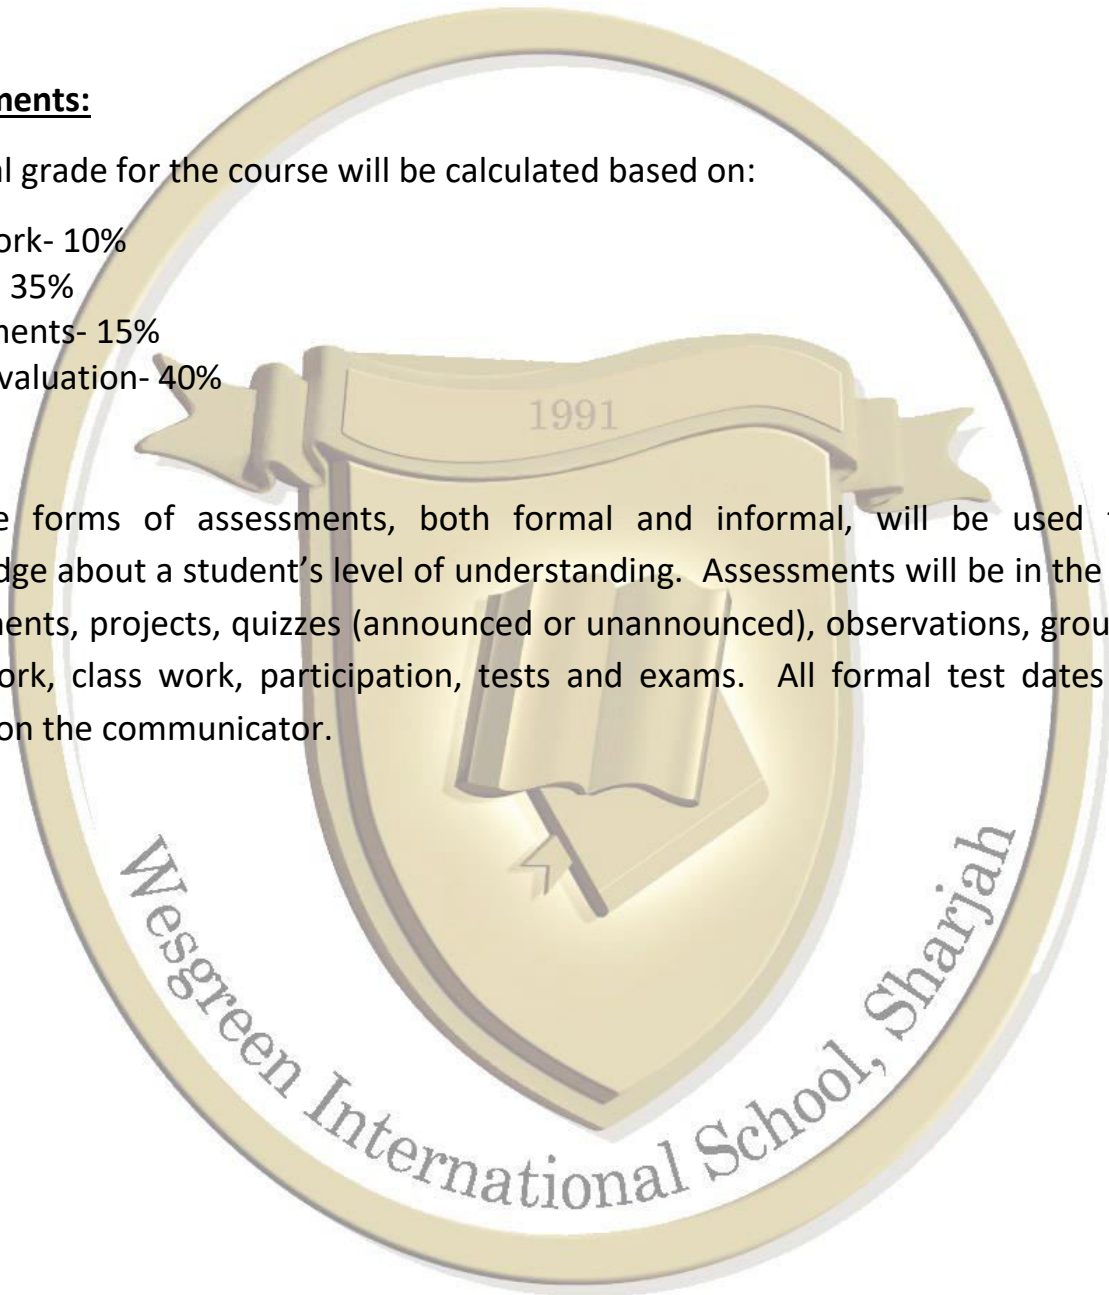 ments:
l grade for the course will be calculated based on:
ork- 10%
35%
ments- 15%
valuation- 40%
1991
e forms of assessments, both formal and informal, will be used
dge about a student's level of understanding.  Assessments will be in the
ments, projects, quizzes (announced or unannounced), observations, grou
ork, class work, participation, tests and exams.  All formal test dates
on the communicator.
Wesgreen International School, Sharjah